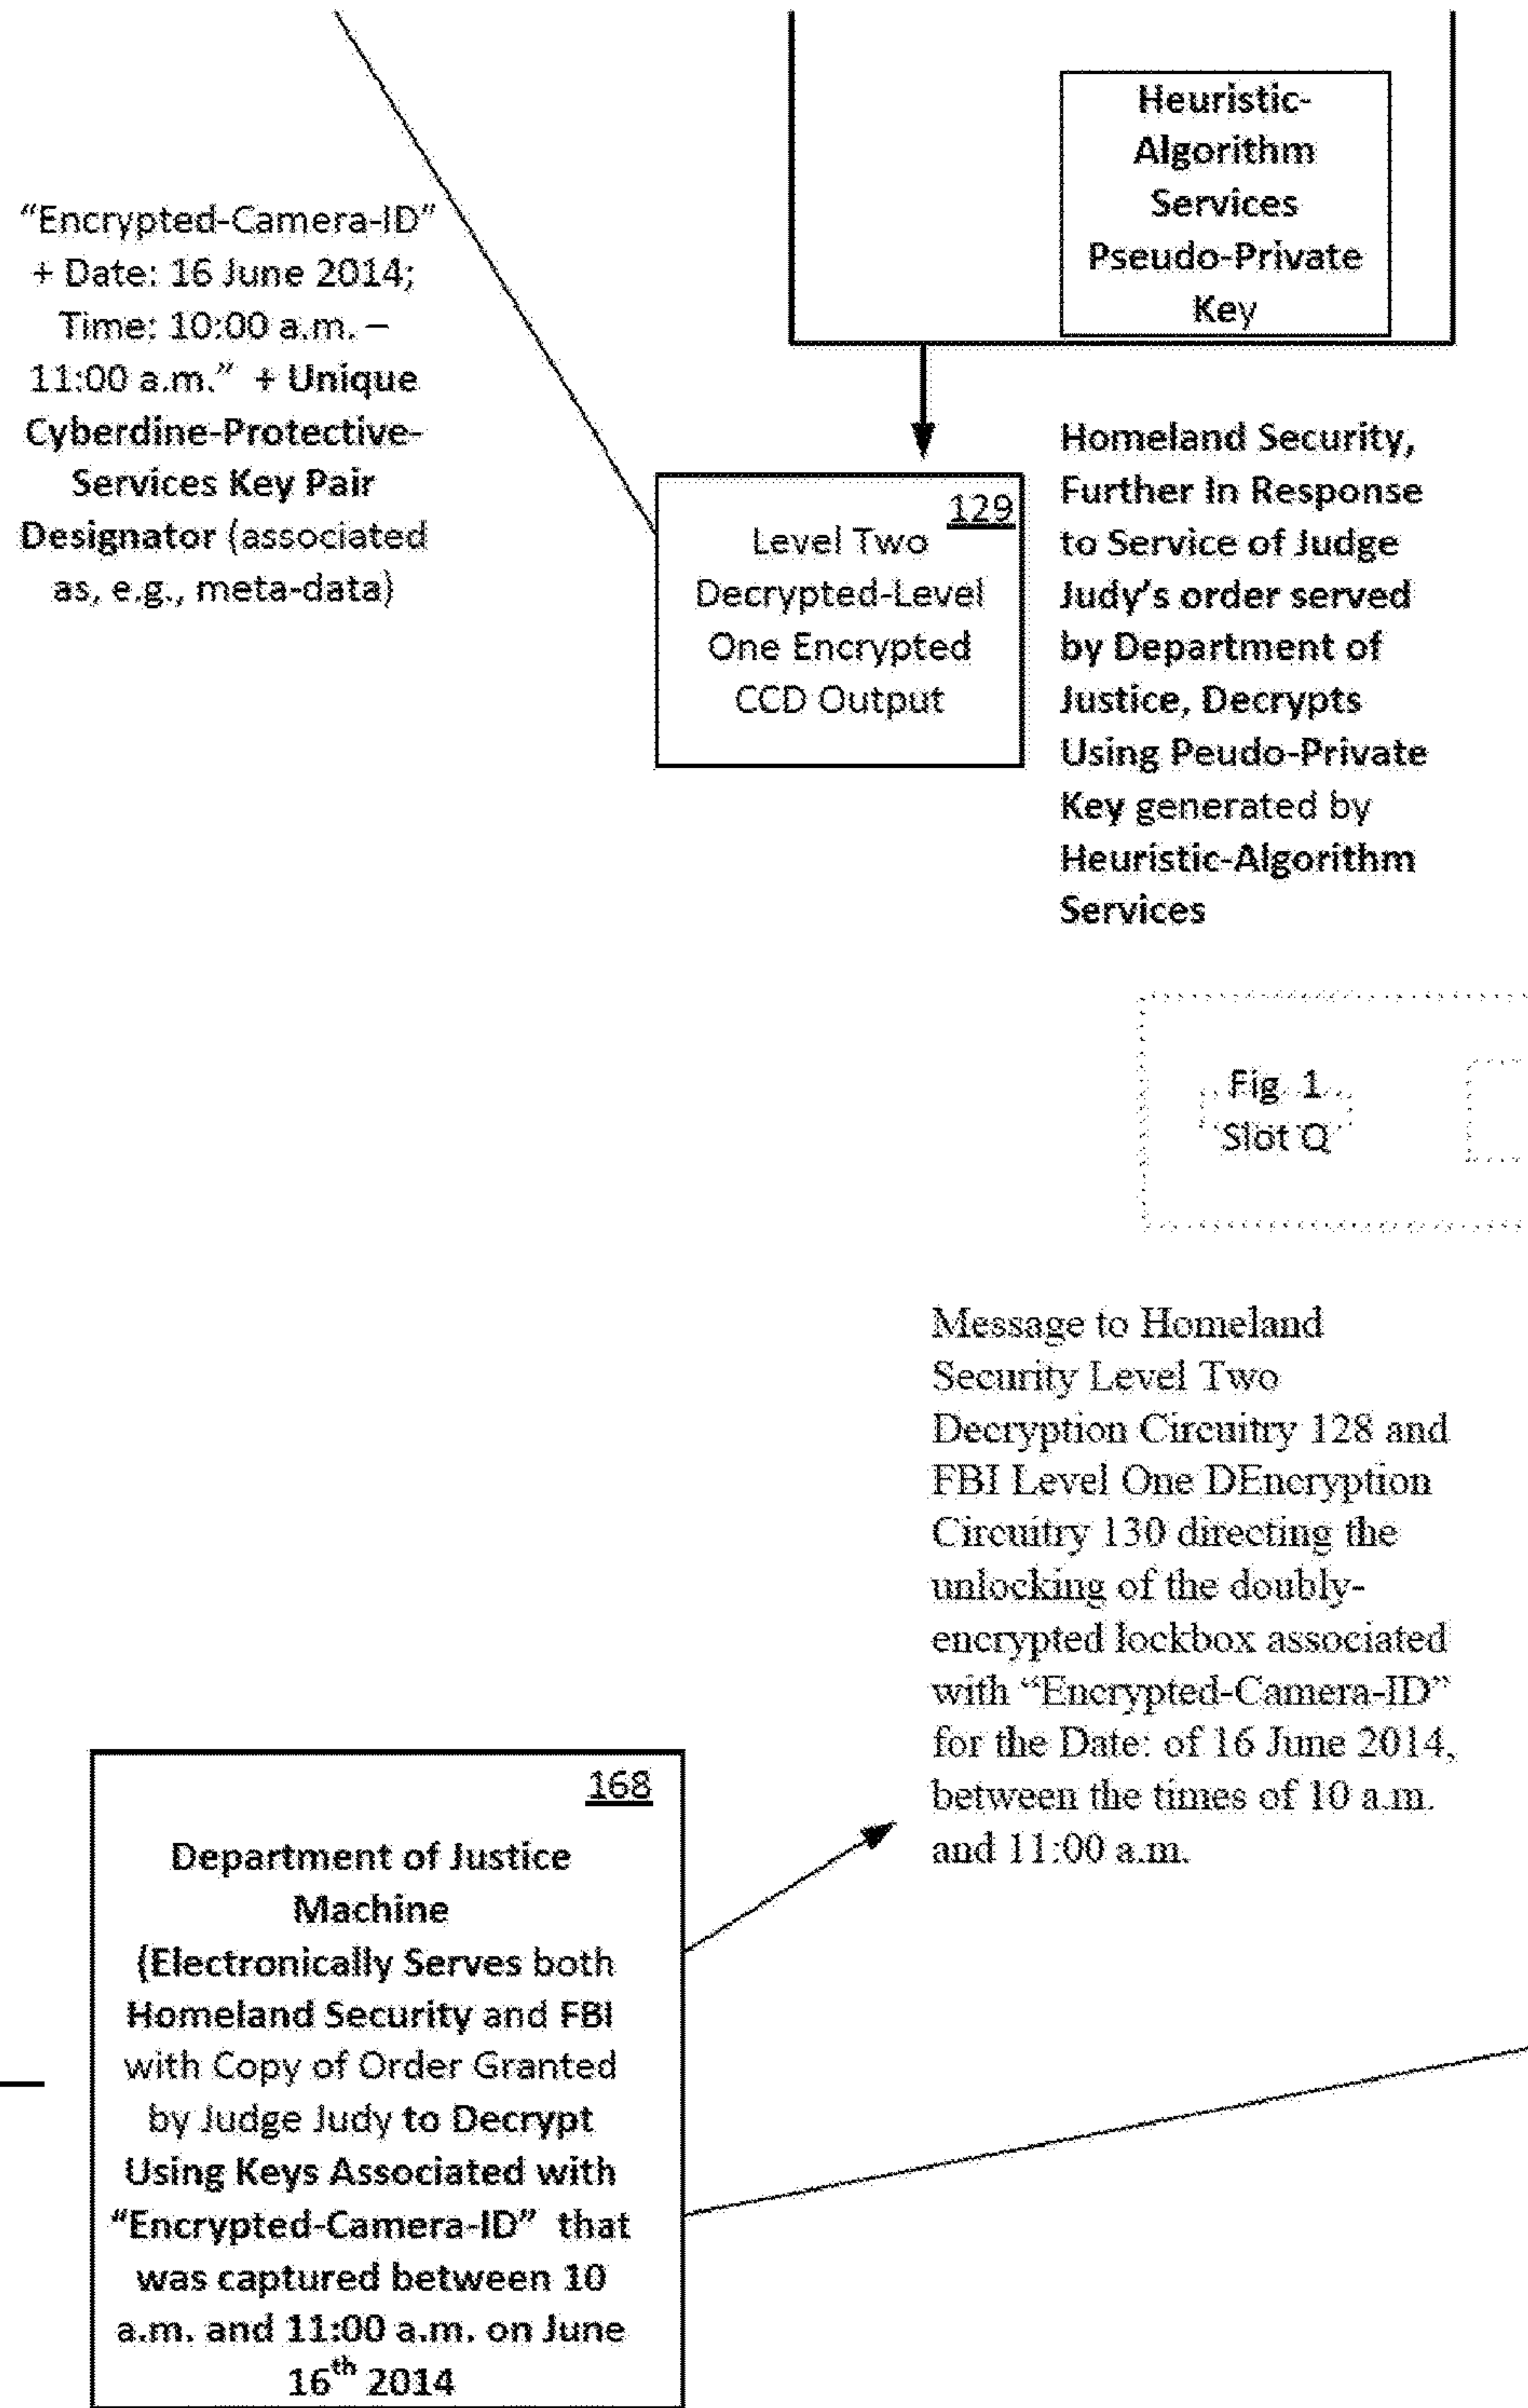 Heuristic-
Algorithm
Services
Pseudo-Private
Key
“Encrypted-Camera-ID”
+ Date: 16 June 2014;
Time: 10:00 a.m. –
11:00 a.m.” + Unique
Cyberdine-Protective-
Services Key Pair
Designator (associated
as, e.g., meta-data)
129
Level Two
Decrypted-Level
One Encrypted
CCD Output
Homeland Security,
Further In Response
to Service of Judge
Judy’s order served
by Department of
Justice, Decrypts
Using Peudo-Private
Key generated by
Heuristic-Algorithm
Services
Fig 1
Slot Q
Message to Homeland
Security Level Two
Decryption Circuitry 128 and
FBI Level One DEncryption
Circuitry 130 directing the
unlocking of the doubly-
encrypted lockbox associated
with “Encrypted-Camera-ID”
for the Date: of 16 June 2014,
between the times of 10 a.m.
and 11:00 a.m.
168
Department of Justice
Machine
(Electronically Serves both
Homeland Security and FBI
with Copy of Order Granted
by Judge Judy to Decrypt
Using Keys Associated with
“Encrypted-Camera-ID” that
was captured between 10
a.m. and 11:00 a.m. on June
16th 2014